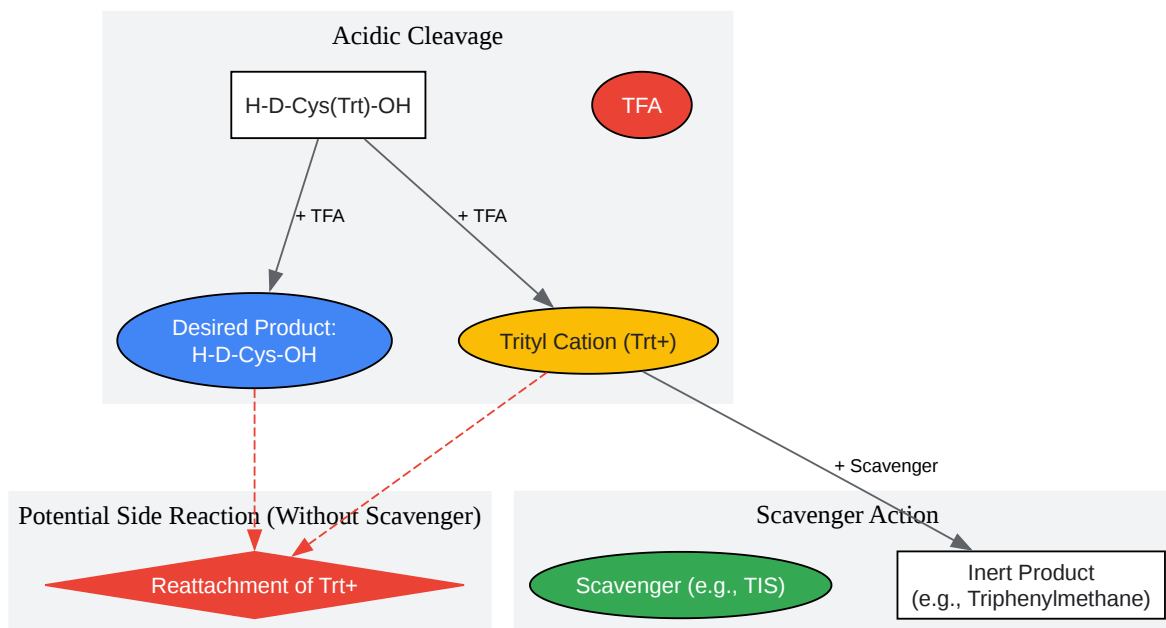 Acidic Cleavage
H-D-Cys(Trt)-OH
TFA
+ TFA
+ TFA
Desired Product:
H-D-Cys-OH
Trityl Cation (Trt+)
+ Scavenger
Potential Side Reaction (Without Scavenger)
Reattachment of Trt+
Scavenger Action
Scavenger (e.g., TIS)
Inert Product
(e.g., Triphenylmethane)